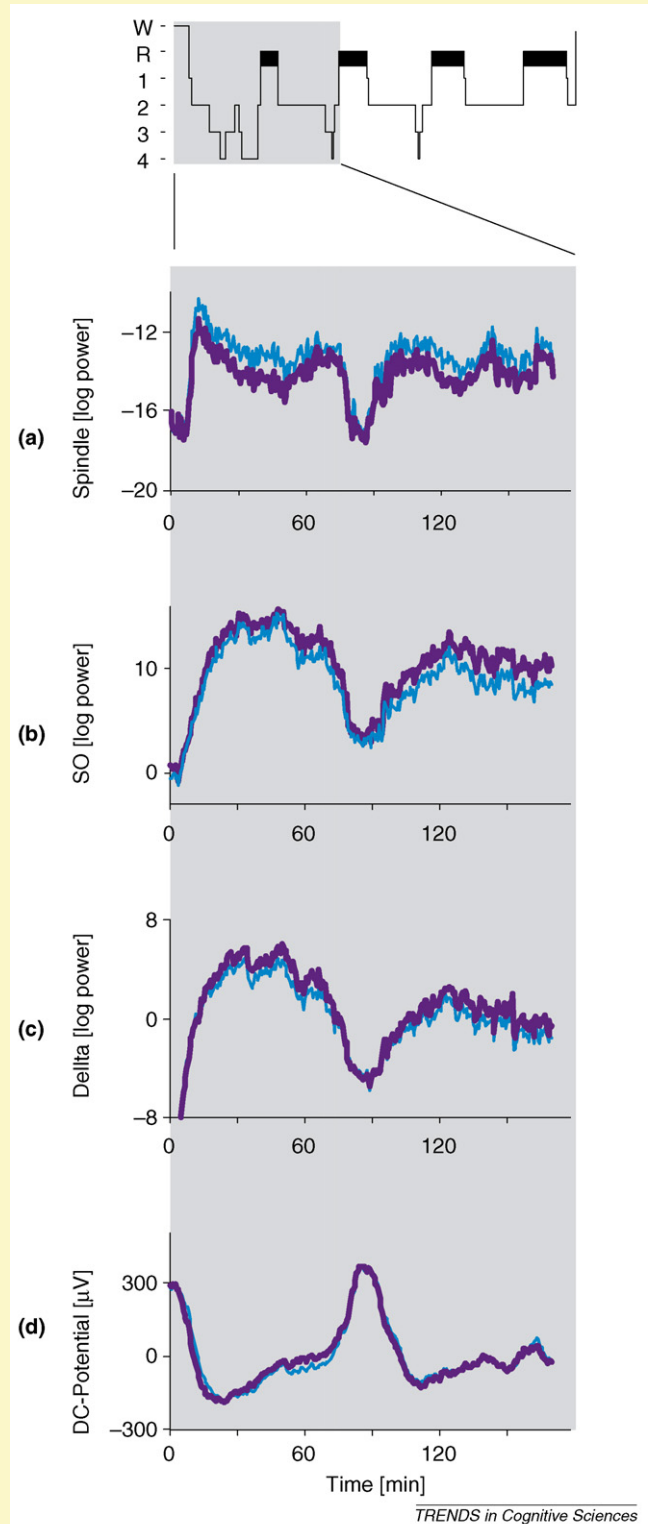 W
R
1
2
3
4
(a)
Spindle [log power]
−12
−16
−20
0 60 120
(b)
SO [log power]
10
0
0 60 120
(c)
Dellta [log power]
8
0
−8
0 60 120
(d)
DC-Potential [µV]
300
0
−300
0 60 120
Time [min]
TRENDS in Cognitive Sciences